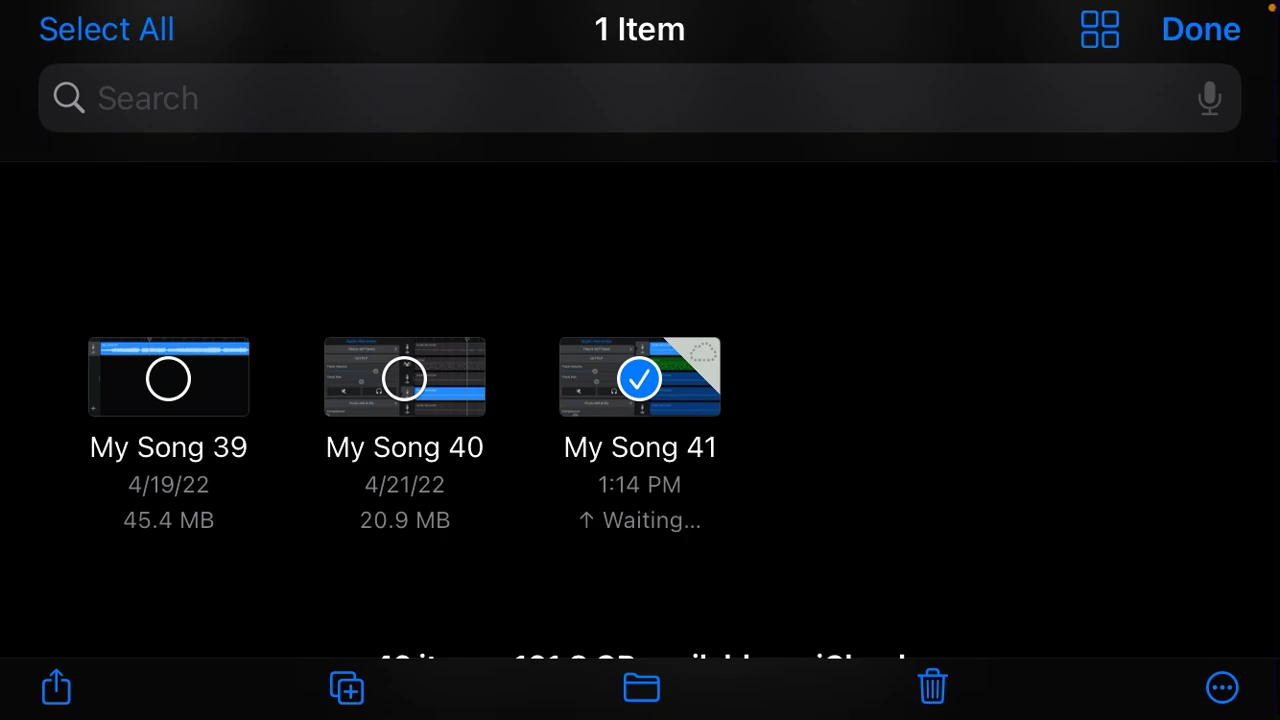 Select All
1 Item
Done
Search
My Song 39
My Song 40
My Song 41
4/19/22
4/21/22
1:14 PM
45.4 MB
20.9 MB
↑ Waiting...